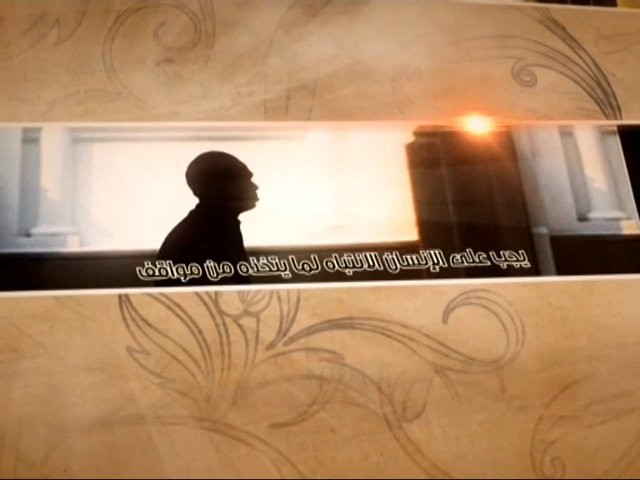 يجب على الإنسان الانتباه لما يتخذه من مواقف